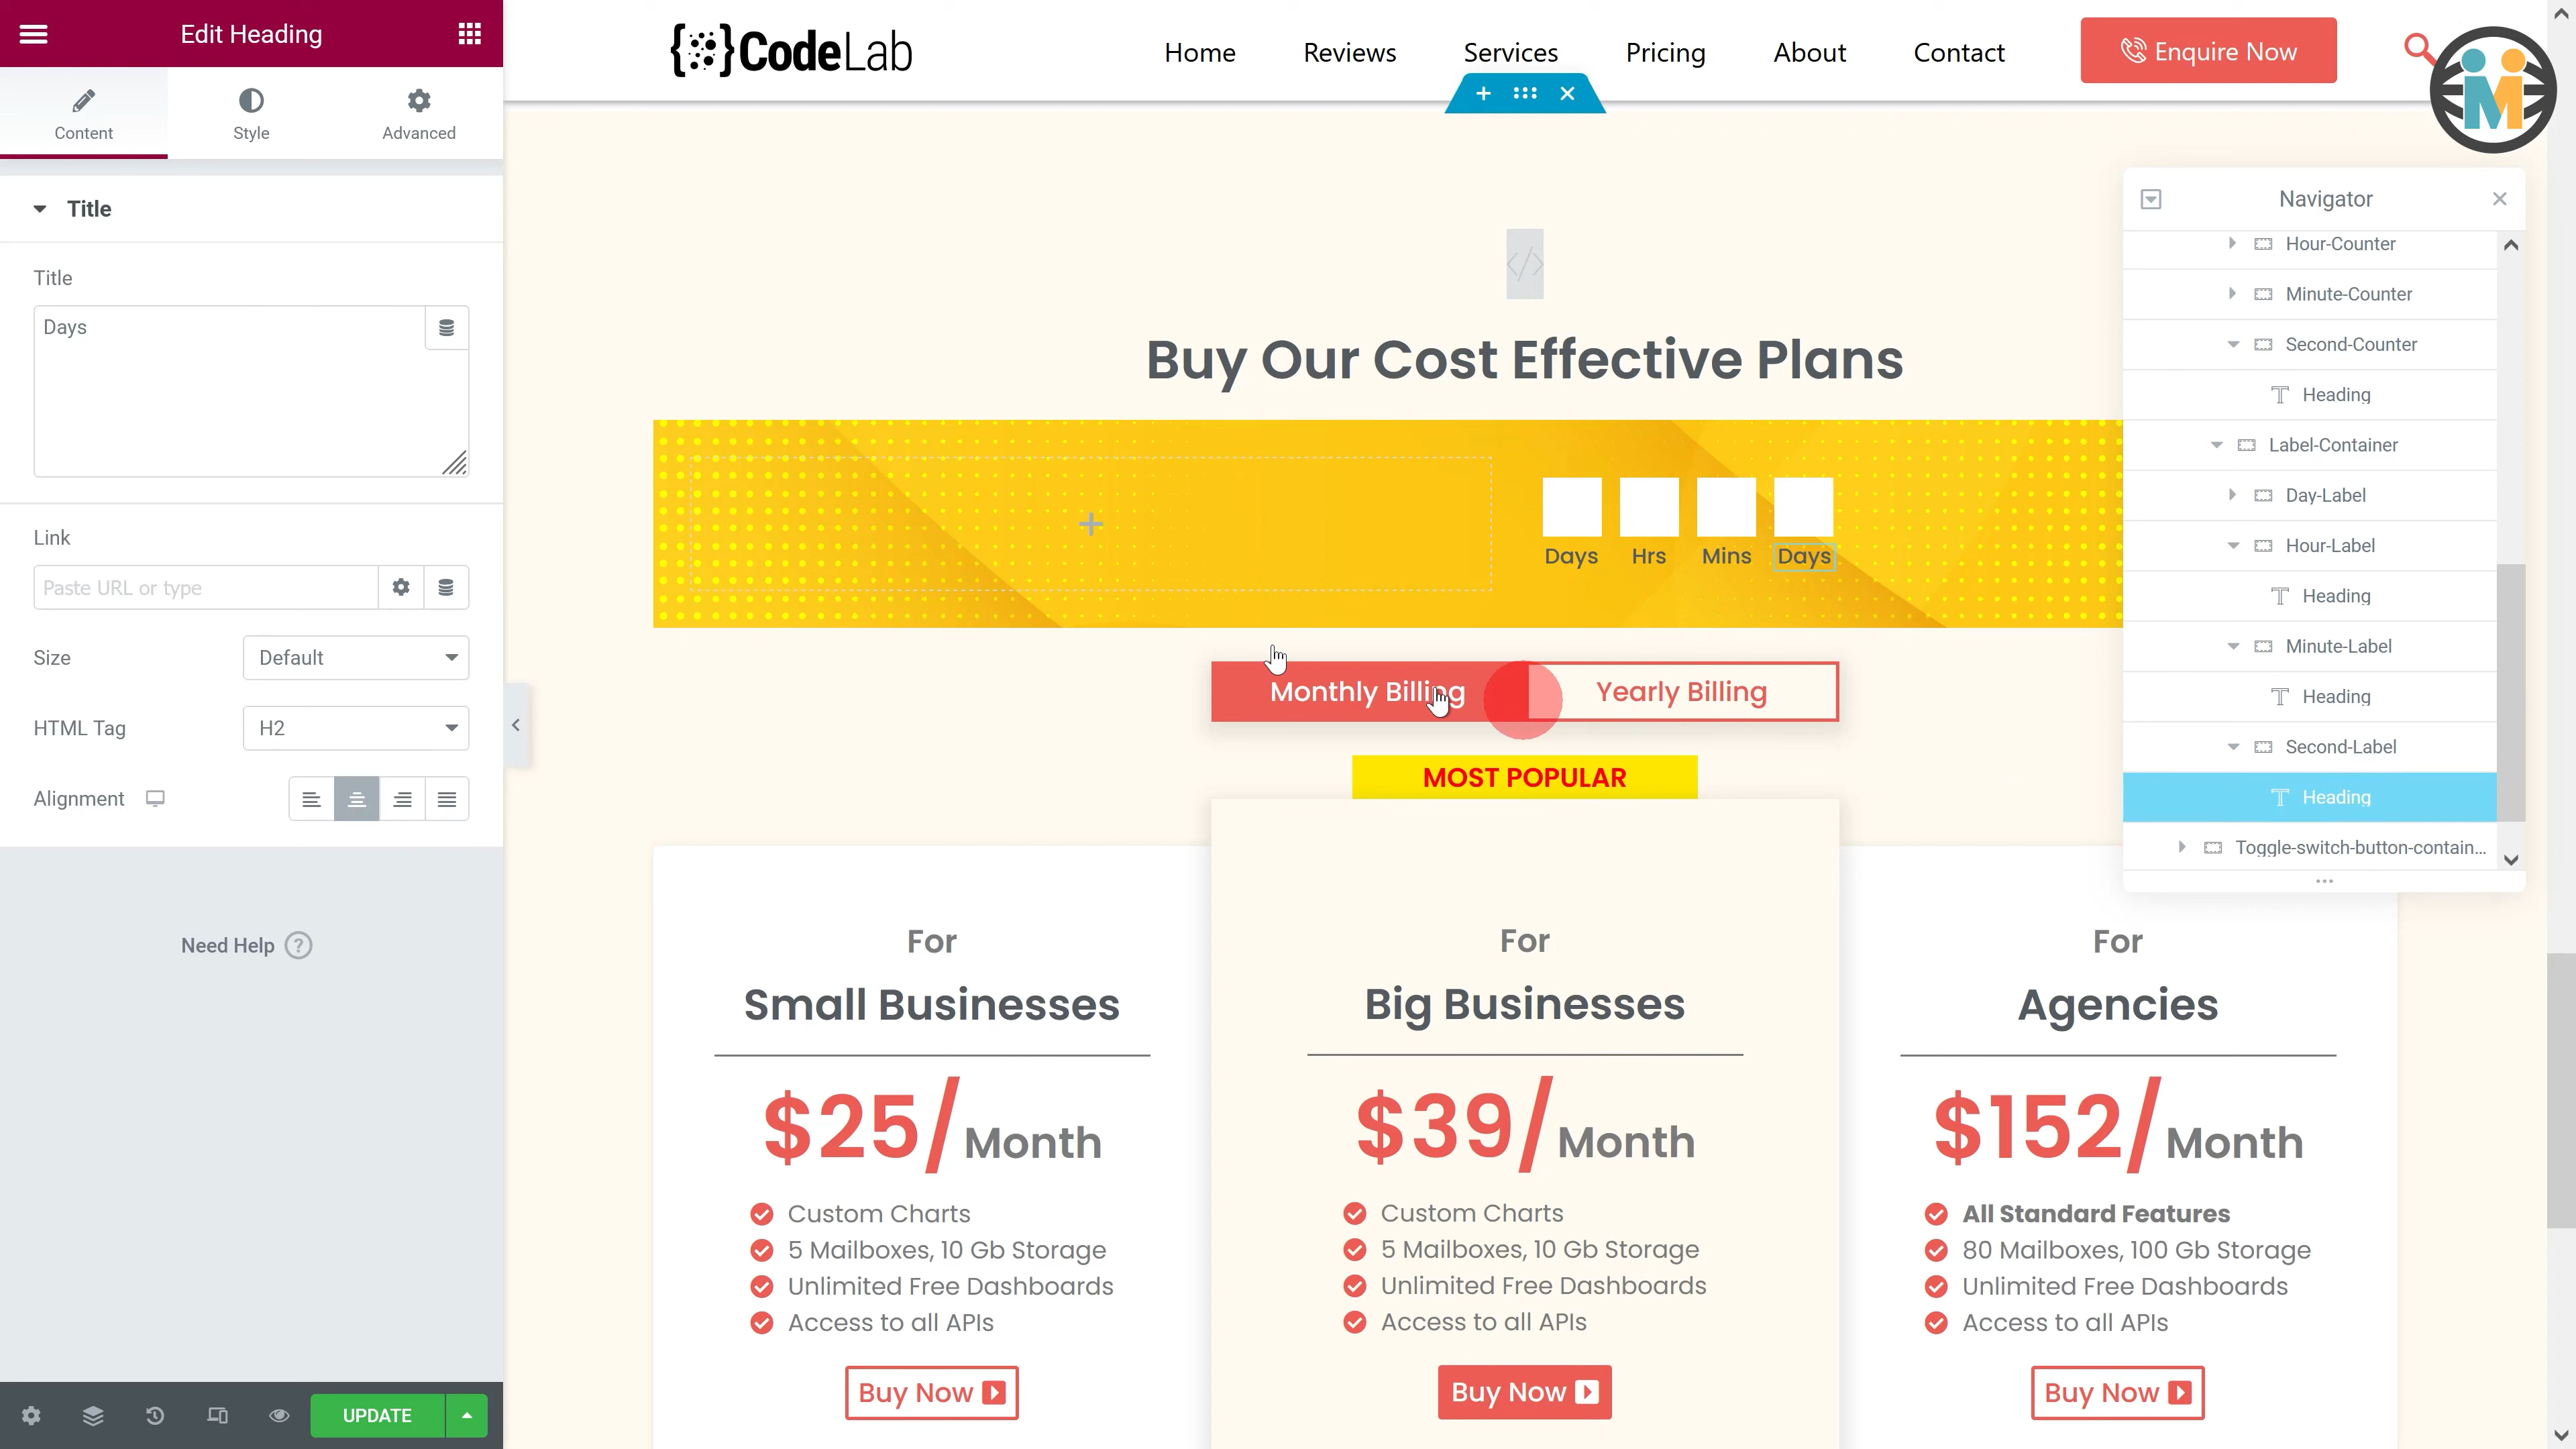 Edit Heading
Content
Style
Advanced
Title
Title
Days
Link
Paste URL or type
Size
Default
HTML Tag
H2
Alignment
Need Help ?
UPDATE
CodeLab
Home
Reviews
Services
Pricing
About
Contact
Enquire Now
M
Buy Our Cost Effective Plans
Days
Hrs
Mins
Days
Monthly Billing
Yearly Billing
MOST POPULAR
For
Small Businesses
$25/Month
Custom Charts
5 Mailboxes, 10 Gb Storage
Unlimited Free Dashboards
Access to all APIs
Buy Now
For
Big Businesses
$39/Month
Custom Charts
5 Mailboxes, 10 Gb Storage
Unlimited Free Dashboards
Access to all APIs
Buy Now
For
Agencies
$152/Month
All Standard Features
80 Mailboxes, 100 Gb Storage
Unlimited Free Dashboards
Access to all APIs
Buy Now
Navigator
Hour-Counter
Minute-Counter
Second-Counter
Heading
Label-Container
Day-Label
Hour-Label
Heading
Minute-Label
Heading
Second-Label
Heading
Toggle-switch-button-contain...